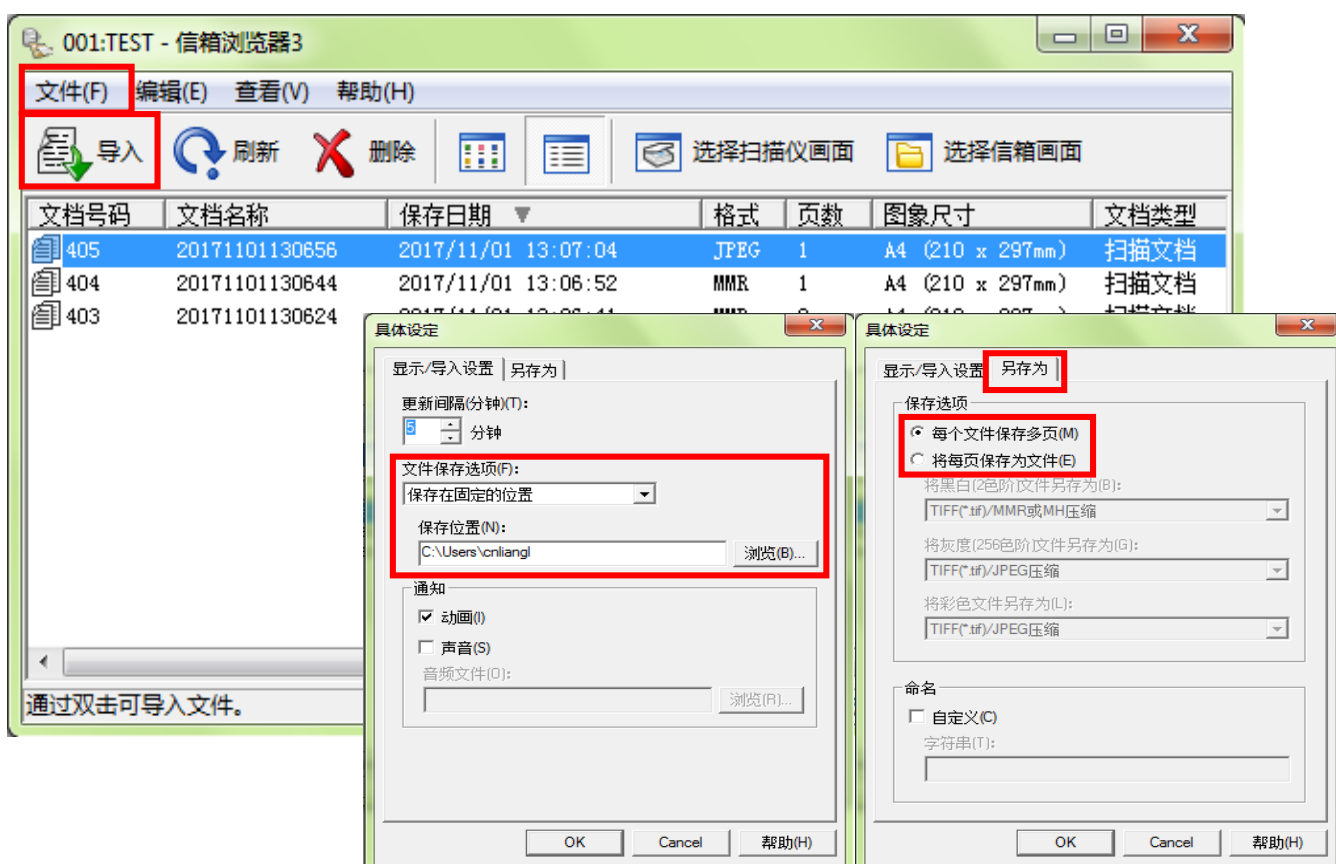 001:TEST - 信箱浏览器3
文件(F) 编辑(E) 查看(V) 帮助(H)
导入 刷新 删除 选择扫描仪画面 选择信箱画面
文档号码 文档名称 保存日期 格式 页数 图象尺寸 文档类型
405 20171101130656 2017/11/01 13:07:04 JPEG 1 A4 (210 x 297mm) 扫描文档
404 20171101130644 2017/11/01 13:06:52 MMR 1 A4 (210 x 297mm) 扫描文档
403 20171101130624
通过双击可导入文件。
具体设定
显示/导入设置 另存为
更新间隔(分钟)(T):
5 分钟
文件保存选项(F):
保存在固定的位置
保存位置(N):
C:\Users\cnliangl 浏览(B)...
通知
动画(I)
声音(S)
音频文件(O):
浏览(R)...
OK Cancel 帮助(H)
具体设定
显示/导入设置 另存为
保存选项
每个文件保存多页(M)
将每页保存为文件(E)
将黑白(2色阶)文件另存为(B):
TIFF(*.tif)/MMR或MH压缩
将灰度(256色阶)文件另存为(G):
TIFF(*.tif)/JPEG压缩
将彩色文件另存为(L):
TIFF(*.tif)/JPEG压缩
命名
自定义(C)
字符串(T):
OK Cancel 帮助(H)